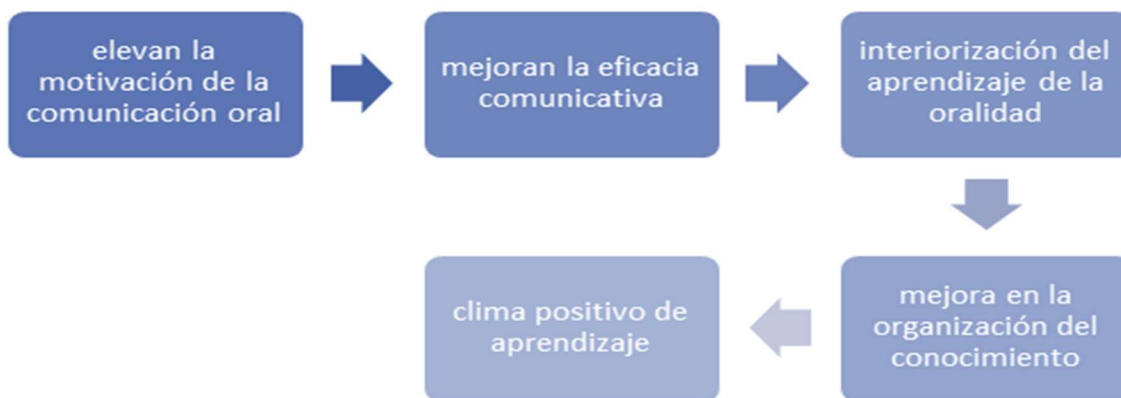 elevan la
motivación de la
comunicación oral
mejoran la eficacia
comunicativa
interiorización del
aprendizaje de la
oralidad
mejora en la
organización del
conocimiento
clima positivo de
aprendizaje